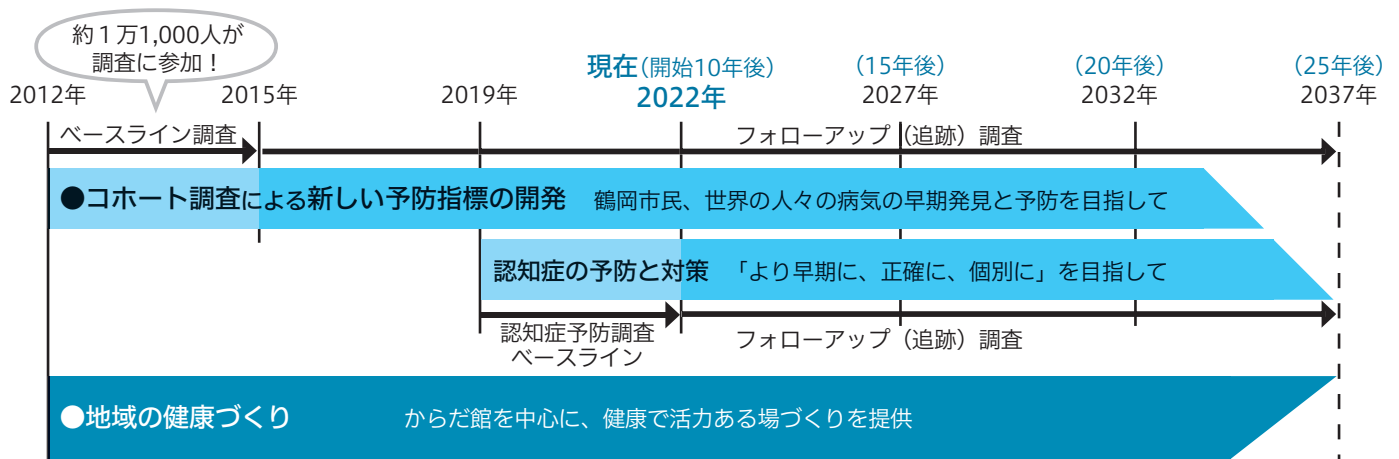 約１万1,000人が
調査に参加！
現在(開始10年後)
(15年後)
(20年後)
(25年後)
2012年
2015年
2019年
2022年
2027年
2032年
2037年
ベースライン調査
フォローアップ（追跡）調査
●コホート調査による新しい予防指標の開発　鶴岡市民、世界の人々の病気の早期発見と予防を目指して
認知症の予防と対策　「より早期に、正確に、個別に」を目指して
認知症予防調査
ベースライン
フォローアップ（追跡）調査
●地域の健康づくり　からだ館を中心に、健康で活力ある場づくりを提供